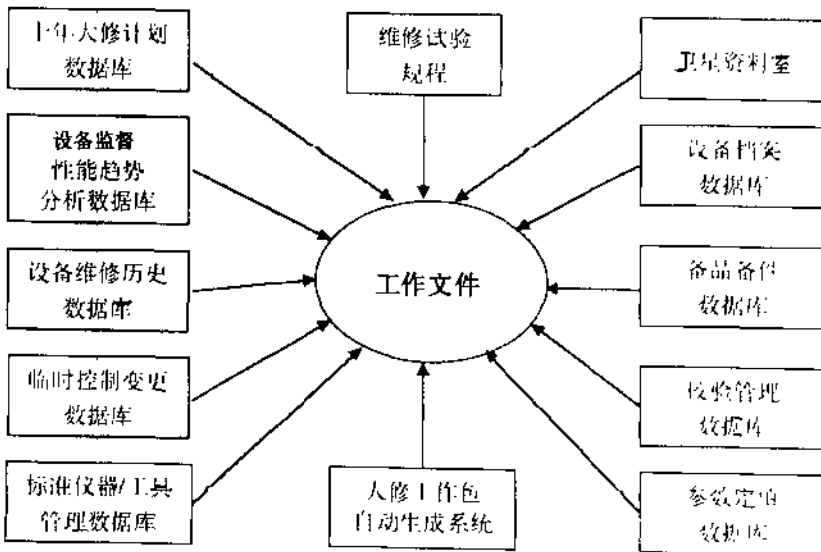 十年大修计划
数据库
维修试验
规程
卫星资料室
设备监督
性能趋势
分析数据库
设备档案
数据库
设备维修历史
数据库
工作文件
备品备件
数据库
临时控制变更
数据库
校验管理
数据库
标准仪器/工具
管理数据库
大修工作包
自动生成系统
参数定值
数据库